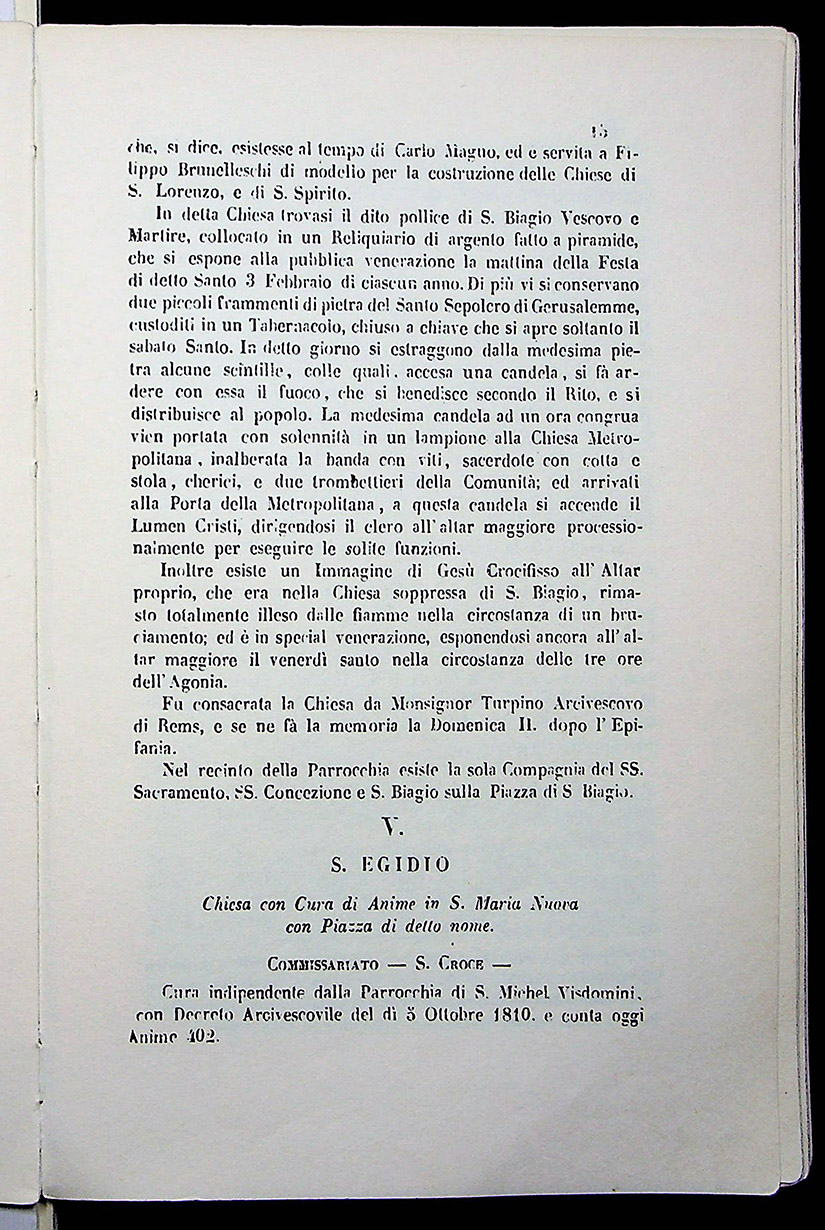 15
che, si dice, esistesse al tempo di Carlo Magno, ed e servita a Fi-
lippo Brunelleschi di modello per la costruzione delle Chiese di
S. Lorenzo, e di S. Spirito.
In detta Chiesa trovasi il dito pollice di S. Biagio Vescovo e
Martire, collocato in un Reliquiario di argento fatto a piramide,
che si espone alla pubblica venerazione la mattina della Festa
di detto Santo 3 Febbraio di ciascun anno. Di più vi si conservano
due piccoli frammenti di pietra del Santo Sepolcro di Gerusalemme,
custoditi in un Tabernacolo, chiuso a chiave che si apre soltanto il
sabato Santo. In detto giorno si estraggono dalla medesima pie-
tra alcune scintille, colle quali, accesa una candela, si fà ar-
dere con essa il fuoco, che si benedisce secondo il Rito, e si
distribuisce al popolo. La medesima candela ad un ora congrua
vien portata con solennità in un lampione alla Chiesa Metro-
politana, inalberata la banda con viti, sacerdote con cotta e
stola, cherici, e due trombettieri della Comunità; ed arrivati
alla Porta della Metropolitana, a questa candela si accende il
Lumen Cristi, dirigendosi il clero all'altar maggiore processio-
nalmente per eseguire le solite funzioni.
Inoltre esiste un Immagine di Gesù Crocifisso all' Altar
proprio, che era nella Chiesa soppressa di S. Biagio, rima-
sto totalmente illeso dalle fiamme nella circostanza di un bru-
ciamento; ed è in special venerazione, esponendosi ancora all'al-
tar maggiore il venerdì santo nella circostanza delle tre ore
dell'Agonia.
Fu consacrata la Chiesa da Monsignor Turpino Arcivescovo
di Rems, e se ne fà la memoria la Domenica II. dopo l'Epi-
fania.
Nel recinto della Parrocchia esiste la sola Compagnia del SS.
Sacramento, SS. Concezione e S. Biagio sulla Piazza di S Biagio.
V.
S. EGIDIO
Chiesa con Cura di Anime in S. Maria Nuova
con Piazza di detto nome.
COMMISSARIATO — S. CROCE —
Cura indipendente dalla Parrocchia di S. Michel Visdomini,
con Decreto Arcivescovile del dì 5 Ottobre 1810. e conta oggi
Anime 402.